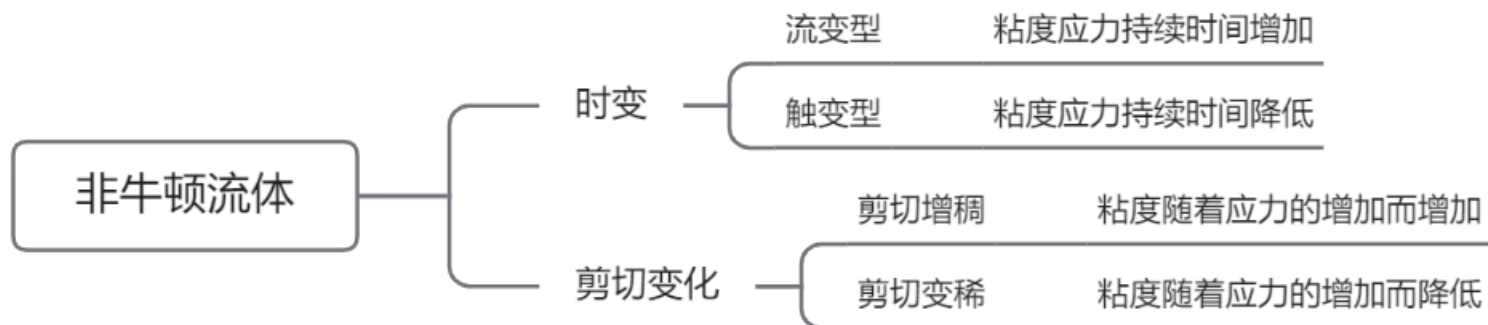 流变型 粘度应力持续时间增加
时变
触变型 粘度应力持续时间降低
非牛顿流体
剪切增稠 粘度随着应力的增加而增加
剪切变化
剪切变稀 粘度随着应力的增加而降低